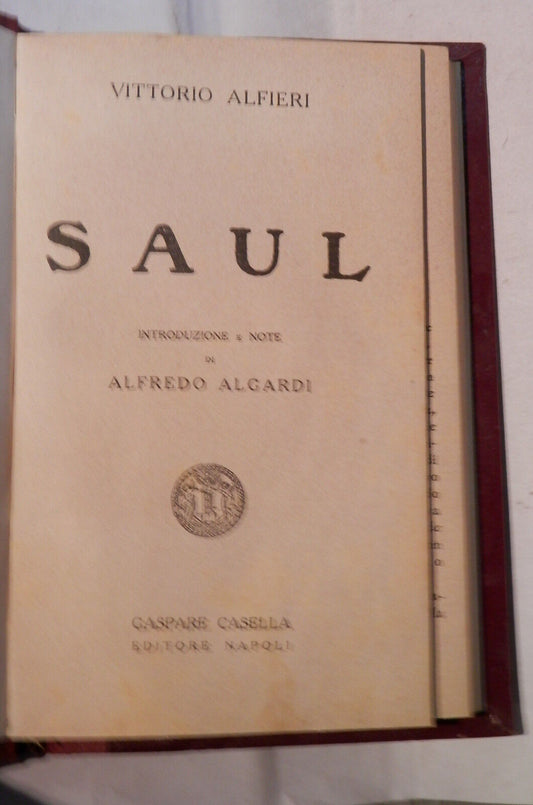 VITTORIO ALFIERI
SAUL
INTRODUZIONE e NOTE
DI
ALFREDO ALGARDI
GASPARE CASELLA
EDITORE NAPOLI